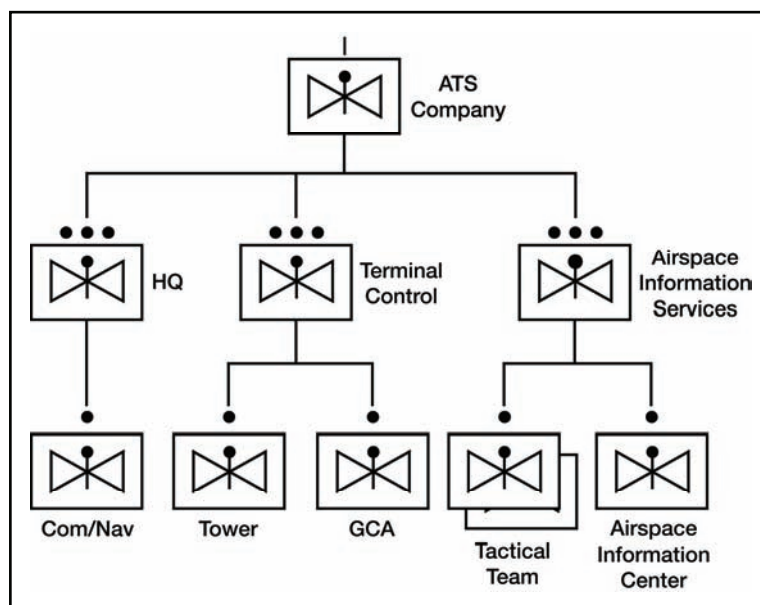 ATS
Company
HQ
Terminal
Control
Airspace
Information
Services
Com/Nav
Tower
GCA
Tactical
Team
Airspace
Information
Center